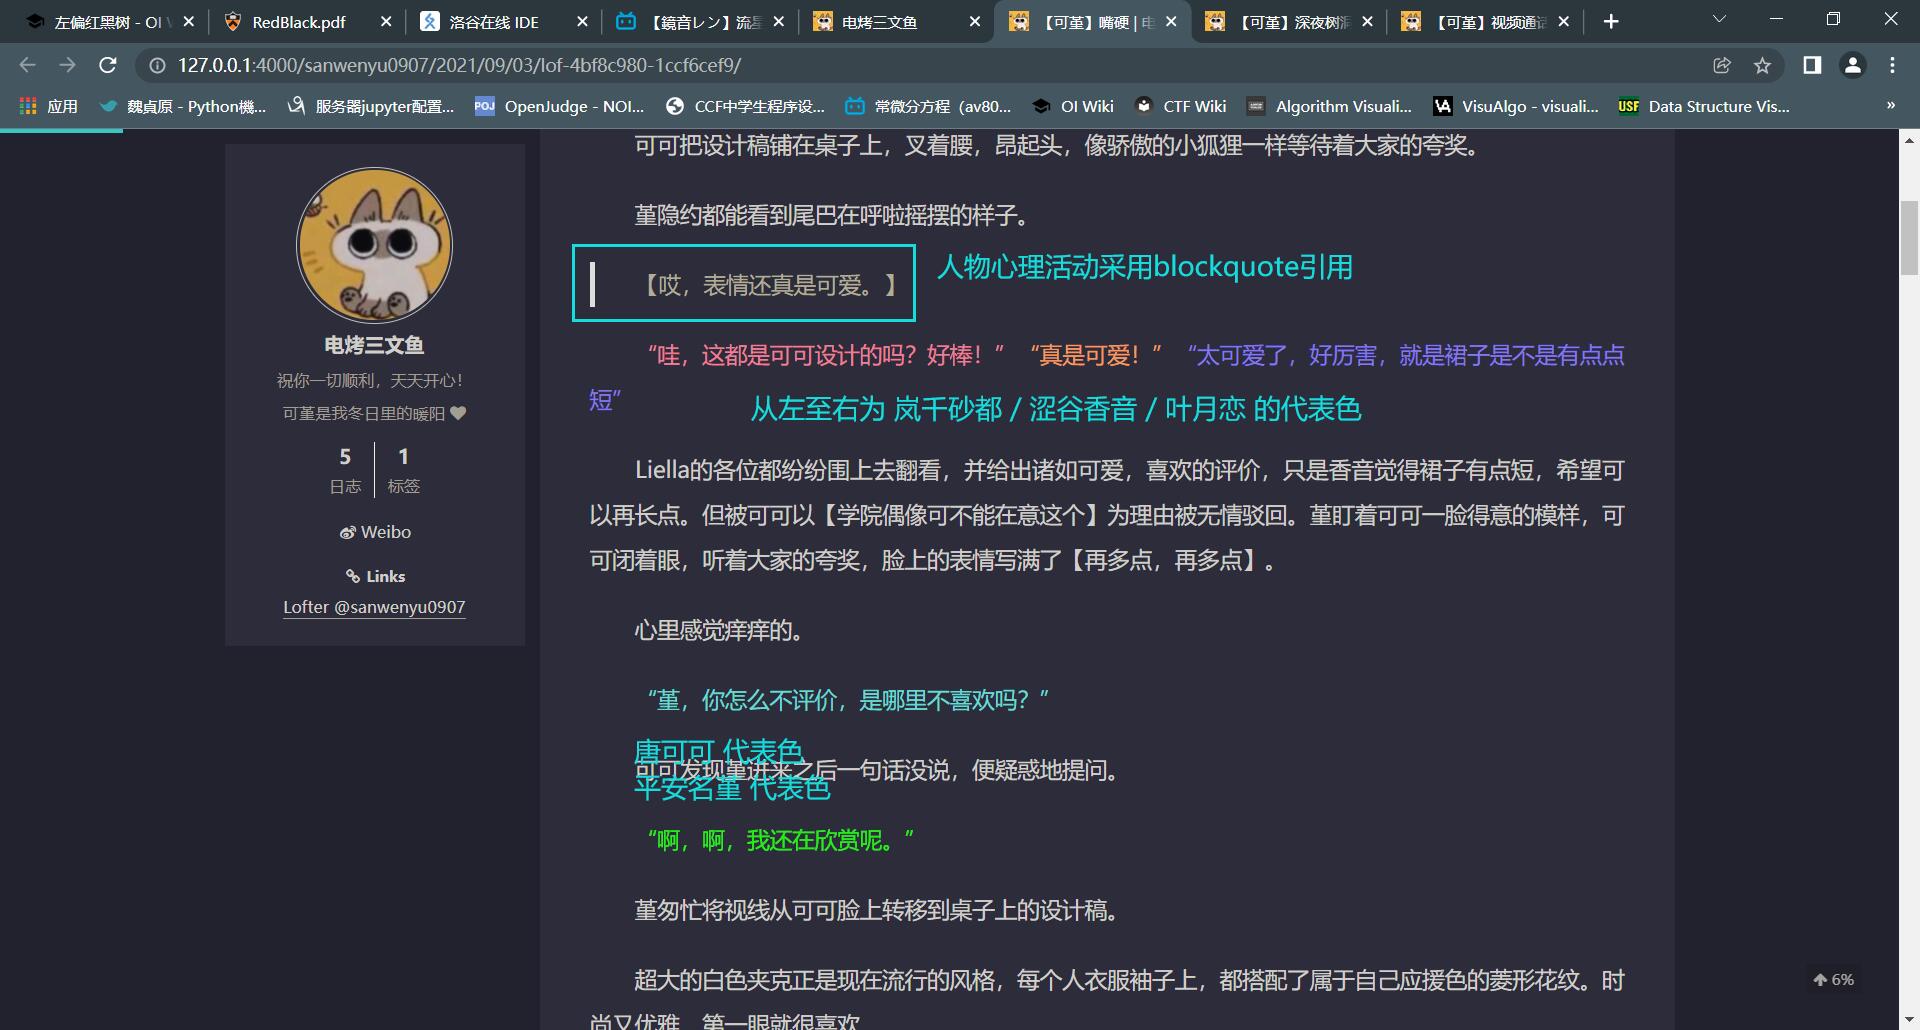 左偏红黑树 - OI
RedBlack.pdf
洛谷在线 IDE
【鏡音レン】流星
电烤三文鱼
【可堇】嘴硬 | 电
【可堇】深夜树洞
【可堇】视频通话
127.0.0.1:4000/sanwenyu0907/2021/09/03/lof-4bf8c980-1ccf6cef9/
应用
魏贞原 - Python機...
服务器jupyter配置...
POJ OpenJudge - NOI...
CCF中学生程序设...
常微分方程（av80...
OI Wiki
CTF Wiki
Algorithm Visuali...
VisuAlgo - visuali...
USF Data Structure Vis...
»
可可把设计稿铺在桌子上，叉着腰，昂起头，像骄傲的小狐狸一样等待着大家的夸奖。
堇隐约都能看到尾巴在呼啦摇摆的样子。
【哎，表情还真是可爱。】
人物心理活动采用blockquote引用
“哇，这都是可可设计的吗？好棒！”“真是可爱！”“太可爱了，好厉害，就是裙子是不是有点点
短”
从左至右为 岚千砂都 / 涩谷香音 / 叶月恋 的代表色
Liella的各位都纷纷围上去翻看，并给出诸如可爱，喜欢的评价，只是香音觉得裙子有点短，希望可
以再长点。但被可可以【学院偶像可不能在意这个】为理由被无情驳回。堇盯着可可一脸得意的模样，可
可闭着眼，听着大家的夸奖，脸上的表情写满了【再多点，再多点】。
心里感觉痒痒的。
“堇，你怎么不评价，是哪里不喜欢吗？”
唐可可 代表色
可可发现堇进来之后一句话没说，便疑惑地提问。
平安名堇 代表色
“啊，啊，我还在欣赏呢。”
堇匆忙将视线从可可脸上转移到桌子上的设计稿。
超大的白色夹克正是现在流行的风格，每个人衣服袖子上，都搭配了属于自己应援色的菱形花纹。时
尚又优雅，第一眼就很喜欢
电烤三文鱼
祝你一切顺利，天天开心！
可堇是我冬日里的暖阳
5
日志
1
标签
Weibo
Links
Lofter @sanwenyu0907
6%